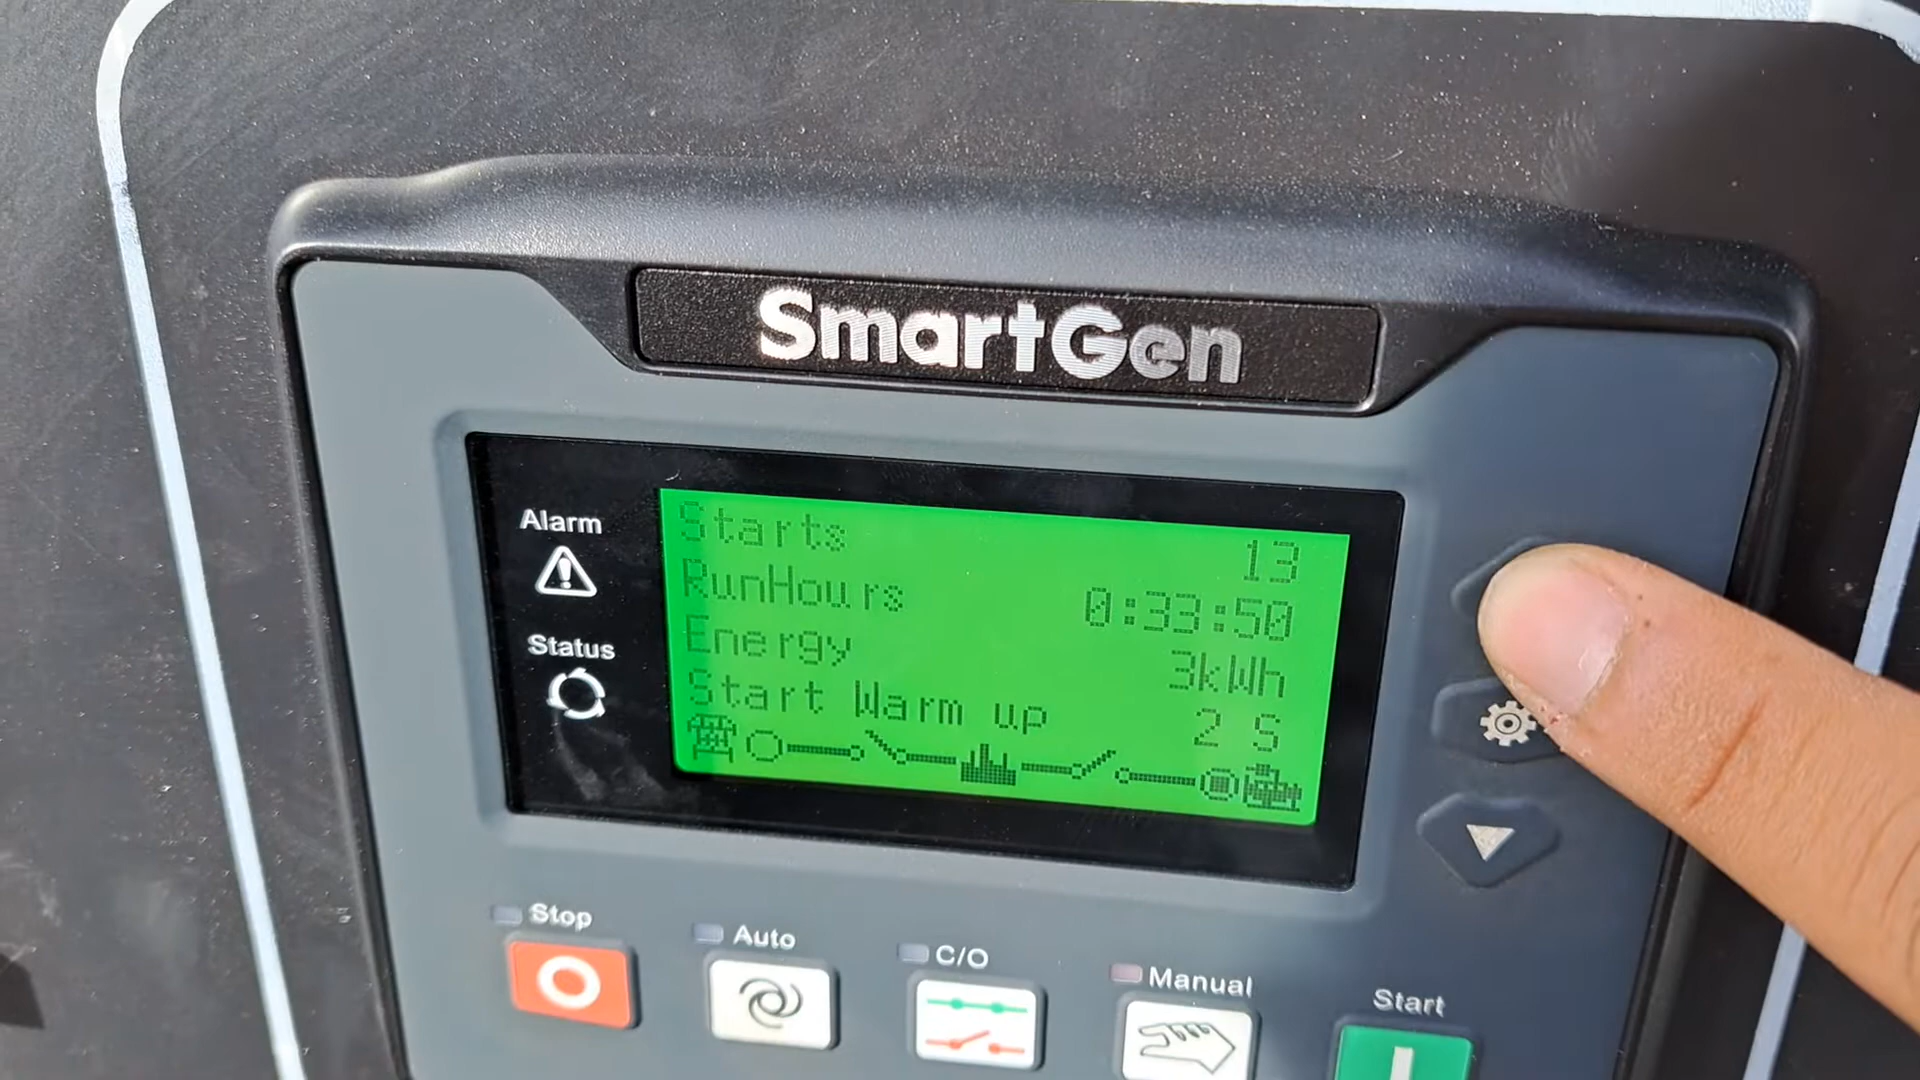 SmartGen
Alarm
Status
Starts 13
RunHours 0:33:50
Energy 3kWh
Start Warm up 2 S
Stop
Auto
C/O
Manual
Start